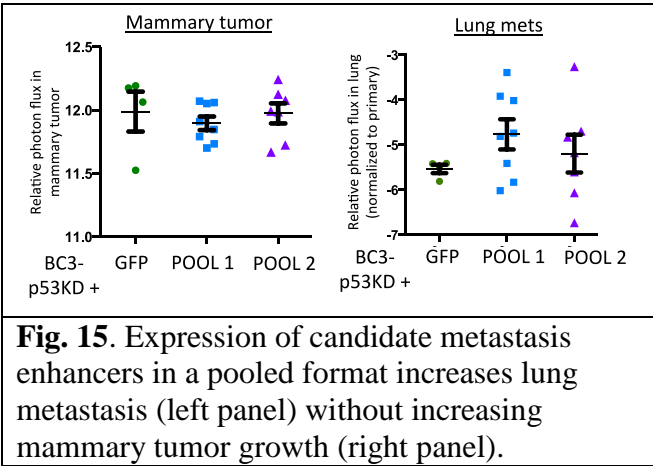 Mammary tumor
Relative photon flux in
mammary tumor
12.5
12.0
11.5
11.0
BC3-
p53KD +
GFP
POOL 1
POOL 2
Lung mets
Relative photon flux in lung
(normalized to primary)
-3
-4
-5
-6
-7
BC3-
p53KD +
GFP
POOL 1
POOL 2
Fig. 15. Expression of candidate metastasis
enhancers in a pooled format increases lung
metastasis (left panel) without increasing
mammary tumor growth (right panel).